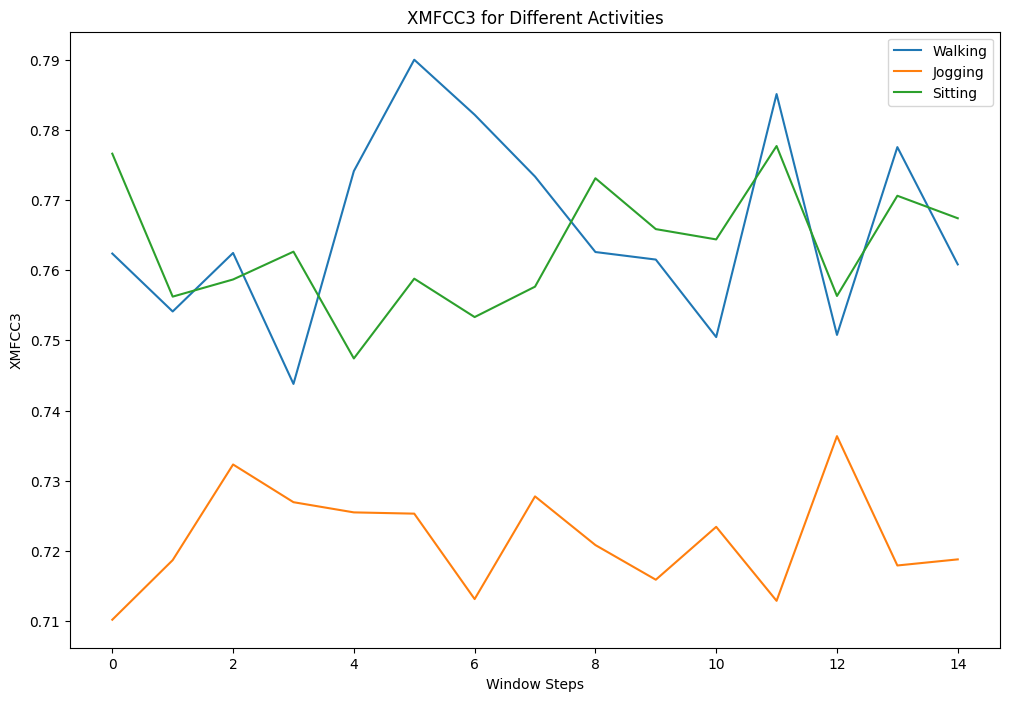 XMFCC3 for Different Activities
Walking
Jogging
Sitting
0.79
0.78
0.77
0.76
0.75
0.74
0.73
0.72
0.71
XMFCC3
0 2 4 6 8 10 12 14
Window Steps